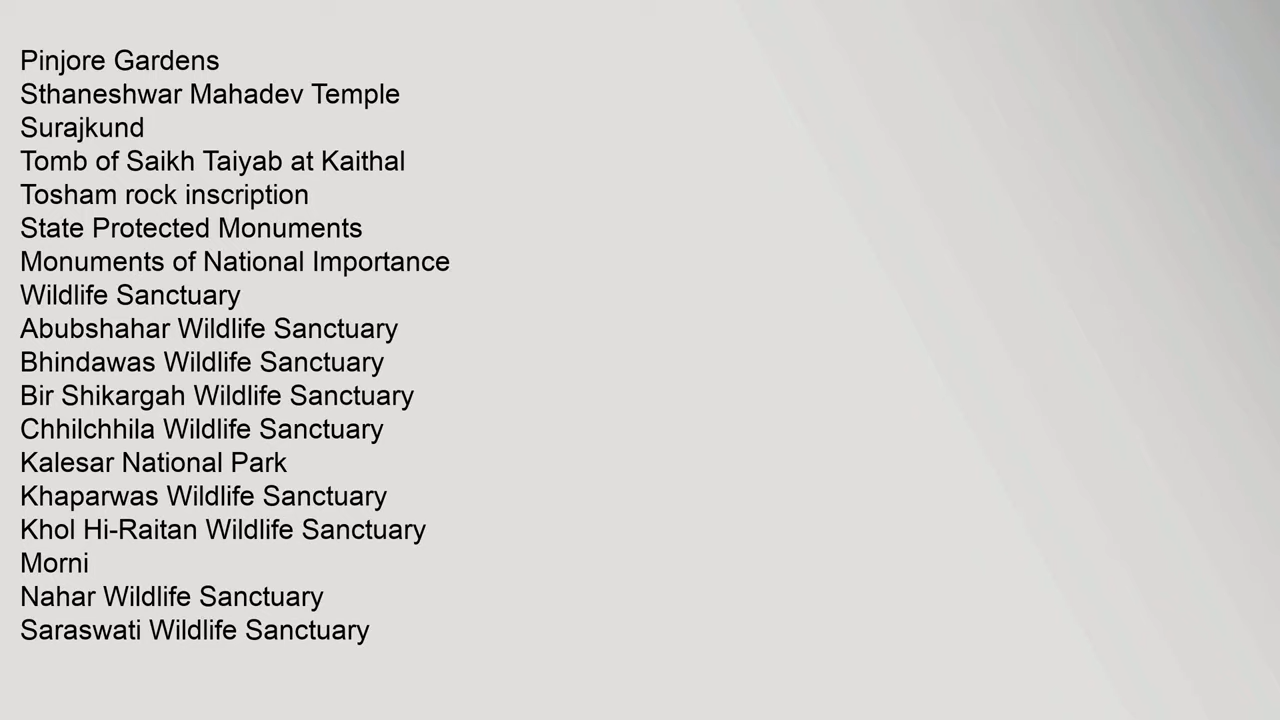 Pinjore Gardens
Sthaneshwar Mahadev Temple
Surajkund
Tomb of Saikh Taiyab at Kaithal
Tosham rock inscription
State Protected Monuments
Monuments of National Importance
Wildlife Sanctuary
Abubshahar Wildlife Sanctuary
Bhindawas Wildlife Sanctuary
Bir Shikargah Wildlife Sanctuary
Chhilchhila Wildlife Sanctuary
Kalesar National Park
Khaparwas Wildlife Sanctuary
Khol Hi-Raitan Wildlife Sanctuary
Morni
Nahar Wildlife Sanctuary
Saraswati Wildlife Sanctuary